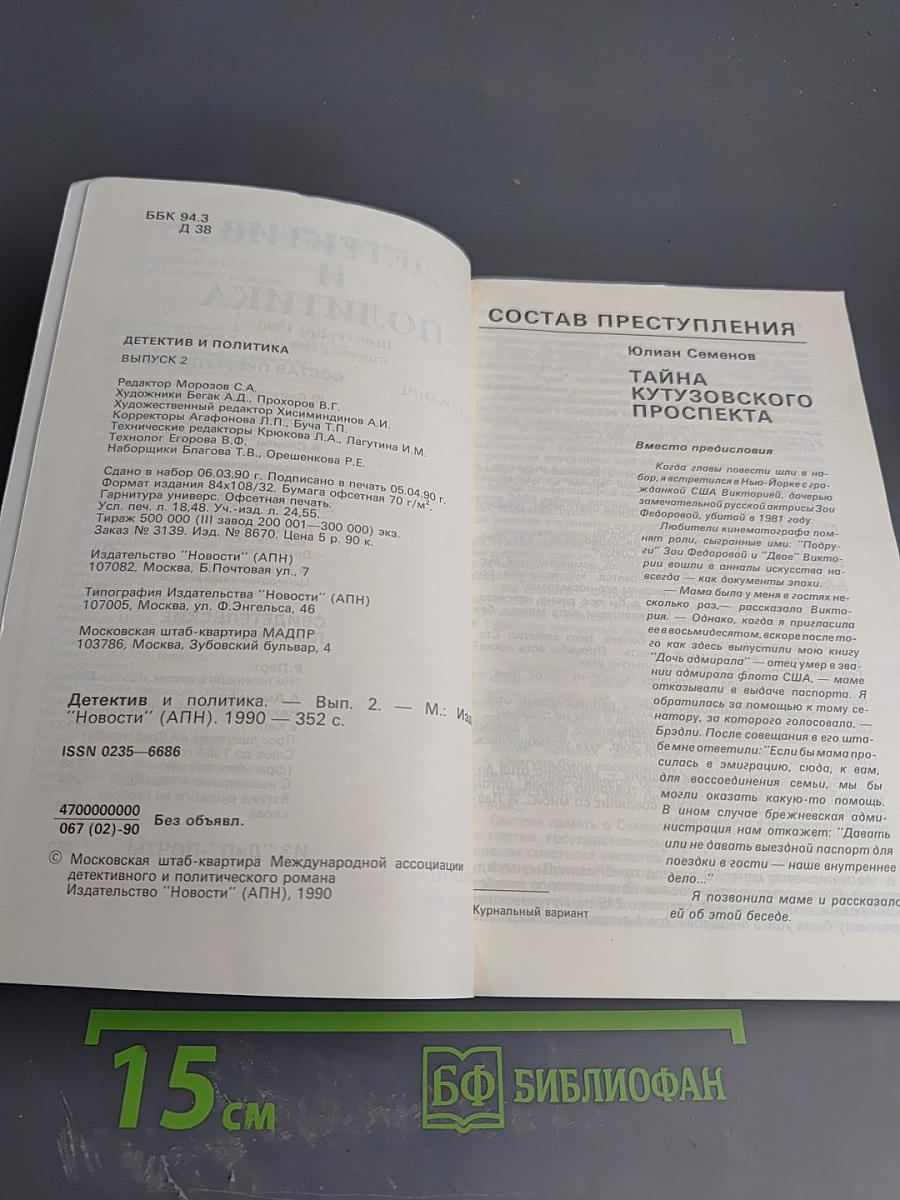 ББК 94.3
Д 38
ДЕТЕКТИВ И ПОЛИТИКА
ВЫПУСК 2
Редактор Морозов С.А.
Художники Бегак А.Д., Прохоров В.Г.
Художественный редактор Хисиминдинов А.И.
Корректоры Агафонова Л.П., Буча Т.П.
Технические редакторы Крюкова Л.А., Лагутина И.М.
Технолог Егорова В.Ф.
Наборщики Благова Т.В., Орешенкова Р.Е.
Сдано в набор 06.03.90 г. Подписано в печать 05.04.90 г.
Формат издания 84х108/32. Бумага офсетная 70 г/м².
Гарнитура универс. Офсетная печать.
Усл. печ. л. 18,48. Уч.-изд. л. 24,55.
Тираж 500 000 (III завод 200 001—300 000) экз.
Заказ № 3139. Изд. № 8670. Цена 5 р. 90 к.
Издательство "Новости" (АПН)
107082, Москва, Б.Почтовая ул., 7
Типография Издательства "Новости" (АПН)
107005, Москва, ул. Ф.Энгельса, 46
Московская штаб-квартира МАДПР
103786, Москва, Зубовский бульвар, 4
Детектив и политика. — Вып. 2. — М.: Изд
"Новости" (АПН). 1990 — 352 с.
ISSN 0235—6686
4700000000
067 (02)-90 Без объявл.
© Московская штаб-квартира Международной ассоциации
детективного и политического романа
Издательство "Новости" (АПН), 1990
СОСТАВ ПРЕСТУПЛЕНИЯ
Юлиан Семенов
ТАЙНА
КУТУЗОВСКОГО
ПРОСПЕКТА
Вместо предисловия
Когда главы повести шли в на-
бор, я встретился в Нью-Йорке с гра-
жданкой США Викторией, дочерью
замечательной русской актрисы Зои
Федоровой, убитой в 1981 году.
Любители кинематографа пом-
нят роли, сыгранные ими: "Подру-
ги" Зои Федоровой и "Двое" Викто-
рии вошли в анналы искусства на-
всегда — как документы эпохи.
— Мама была у меня в гостях не-
сколько раз,— рассказала Викто-
рия. — Однако, когда я пригласила
ее в восьмидесятом, вскоре после то-
го как здесь выпустили мою книгу
"Дочь адмирала" — отец умер в зва-
нии адмирала флота США, — маме
отказывали в выдаче паспорта. Я
обратилась за помощью к тому се-
натору, за которого голосовала, —
Брэдли. После совещания в его шта-
бе мне ответили: "Если бы мама про-
силась в эмиграцию, сюда, к вам,
для воссоединения семьи, мы бы
могли оказать какую-то помощь.
В ином случае брежневская адми-
нистрация нам откажет: "Давать
или не давать выездной паспорт для
поездки в гости — наше внутреннее
дело..."
Я позвонила маме и рассказала
ей об этой беседе.
Журнальный вариант
15 см
БФ БИБЛИОФАН